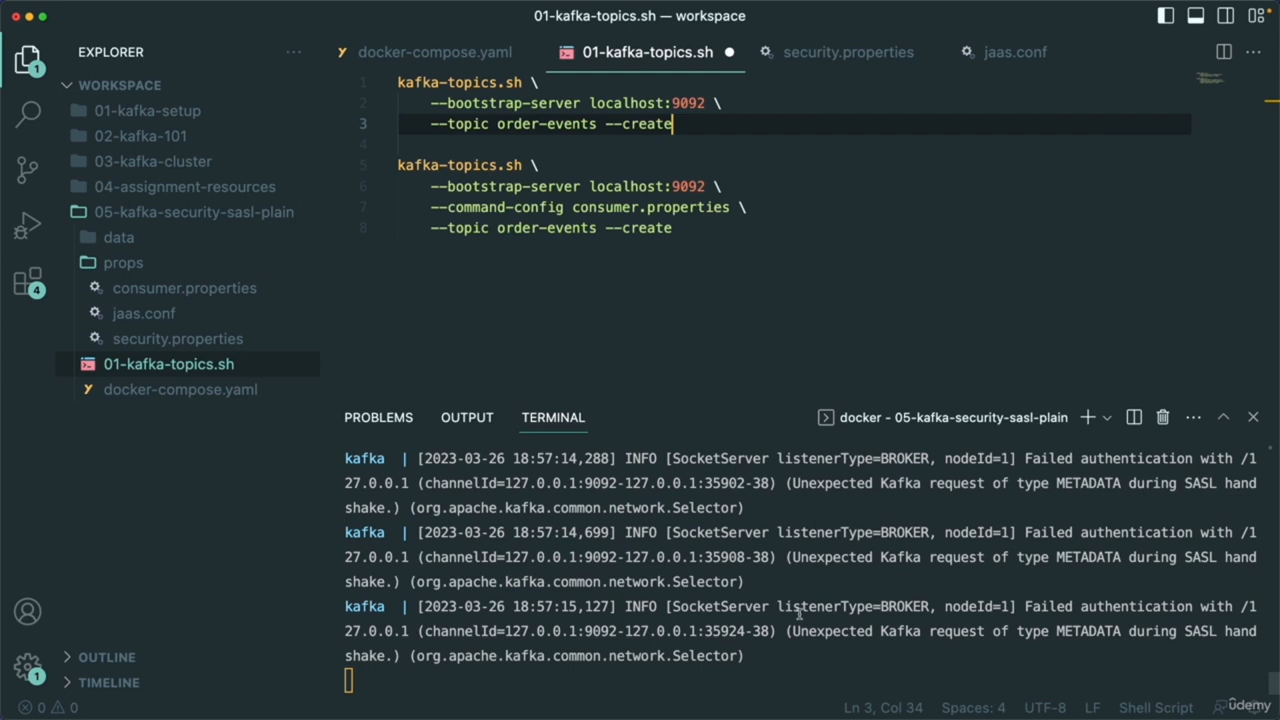 01-kafka-topics.sh — workspace
EXPLORER
docker-compose.yaml
01-kafka-topics.sh
security.properties
jaas.conf
WORKSPACE
01-kafka-setup
02-kafka-101
03-kafka-cluster
04-assignment-resources
05-kafka-security-sasl-plain
data
props
consumer.properties
jaas.conf
security.properties
01-kafka-topics.sh
docker-compose.yaml
OUTLINE
TIMELINE
1
4
1
1 kafka-topics.sh \
2 --bootstrap-server localhost:9092 \
3 --topic order-events --create
4
5 kafka-topics.sh \
6 --bootstrap-server localhost:9092 \
7 --command-config consumer.properties \
8 --topic order-events --create
PROBLEMS OUTPUT TERMINAL
docker - 05-kafka-security-sasl-plain
kafka | [2023-03-26 18:57:14,288] INFO [SocketServer listenerType=BROKER, nodeId=1] Failed authentication with /1
27.0.0.1 (channelId=127.0.0.1:9092-127.0.0.1:35902-38) (Unexpected Kafka request of type METADATA during SASL hand
shake.) (org.apache.kafka.common.network.Selector)
kafka | [2023-03-26 18:57:14,699] INFO [SocketServer listenerType=BROKER, nodeId=1] Failed authentication with /1
27.0.0.1 (channelId=127.0.0.1:9092-127.0.0.1:35908-38) (Unexpected Kafka request of type METADATA during SASL hand
shake.) (org.apache.kafka.common.network.Selector)
kafka | [2023-03-26 18:57:15,127] INFO [SocketServer listenerType=BROKER, nodeId=1] Failed authentication with /1
27.0.0.1 (channelId=127.0.0.1:9092-127.0.0.1:35924-38) (Unexpected Kafka request of type METADATA during SASL hand
shake.) (org.apache.kafka.common.network.Selector)
0 0
Ln 3, Col 34 Spaces: 4 UTF-8 LF Shell Script
udemy